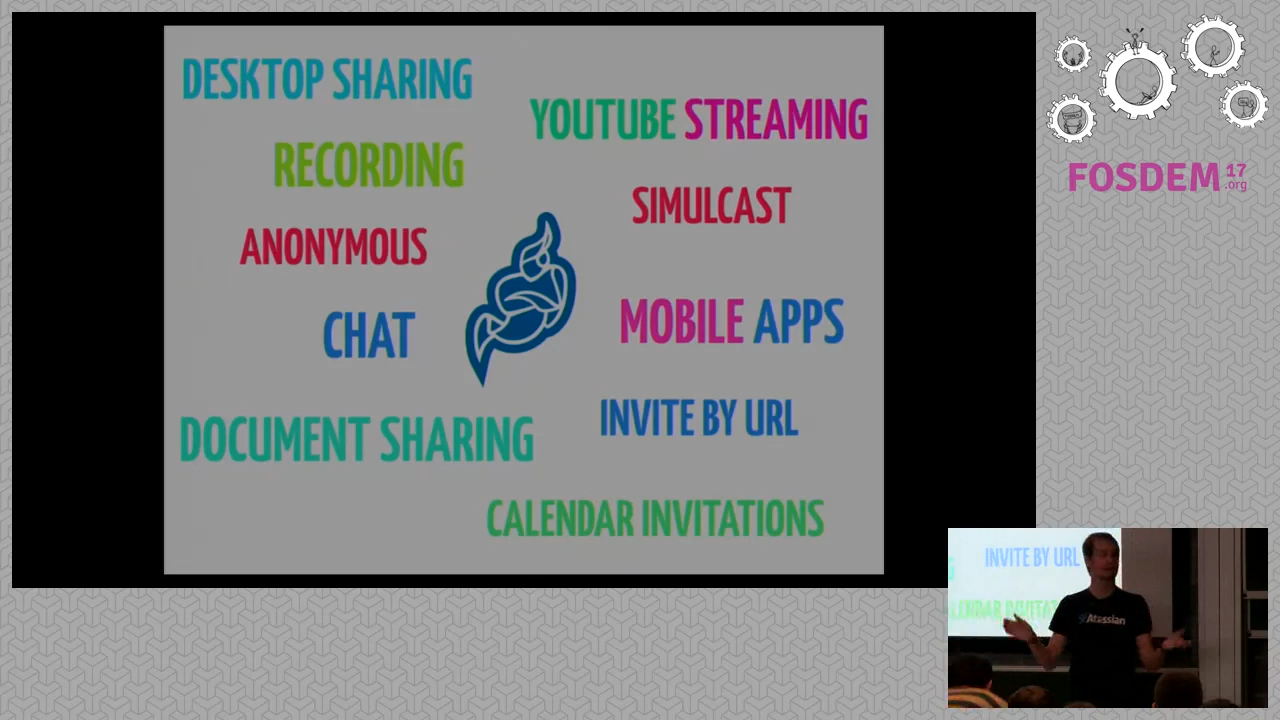 DESKTOP SHARING
YOUTUBE STREAMING
RECORDING
SIMULCAST
ANONYMOUS
CHAT
MOBILE APPS
INVITE BY URL
DOCUMENT SHARING
CALENDAR INVITATIONS
FOSDEM 17
.org
INVITE BY URL
Atlassian